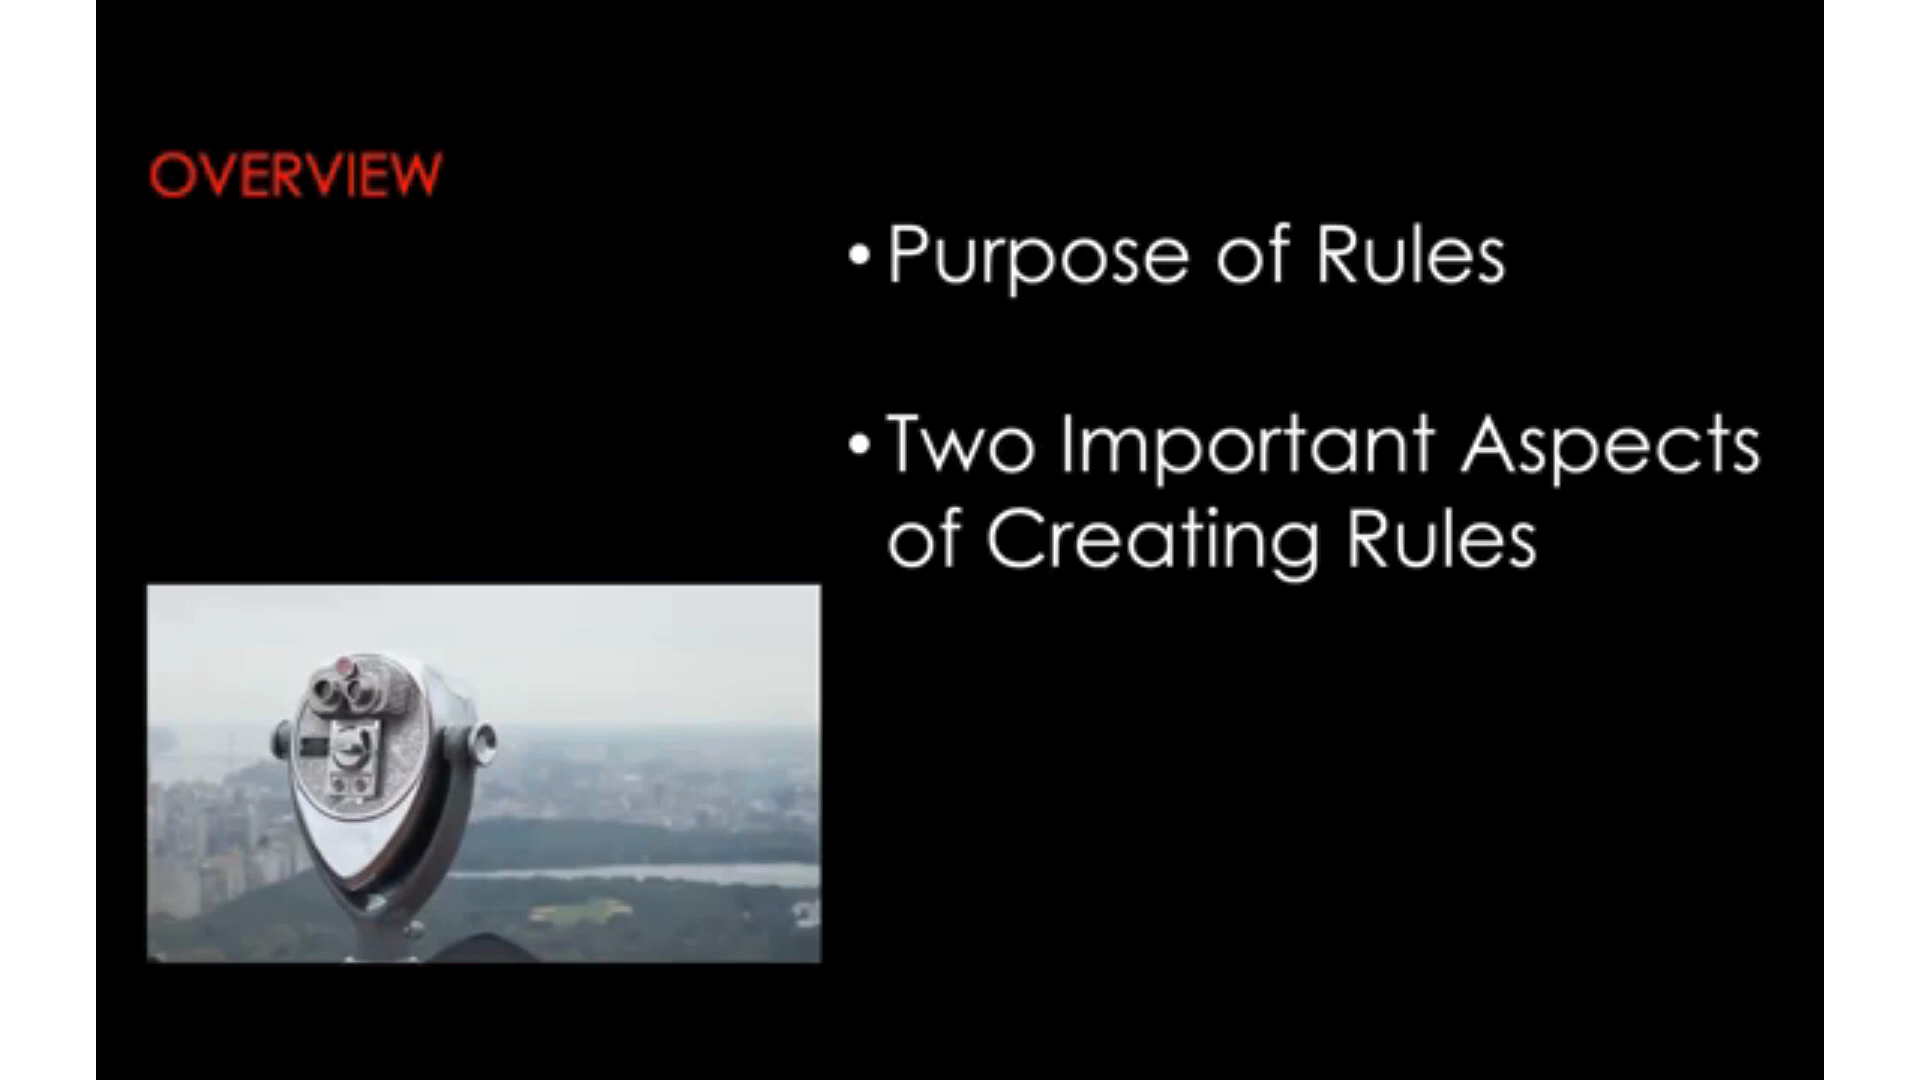 OVERVIEW
• Purpose of Rules
• Two Important Aspects
of Creating Rules